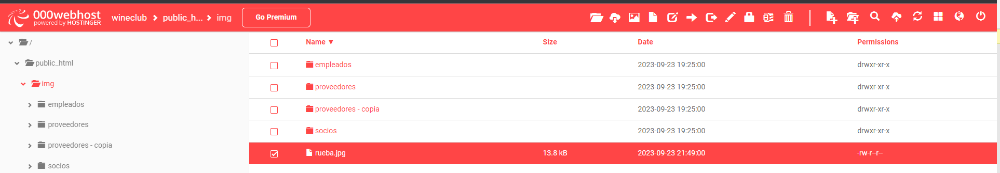 000webhost
powered by HOSTINGER
wineclub > public_h... > img
Go Premium
/
public_html
img
empleados
proveedores
proveedores - copia
socios
Name ▼ Size Date Permissions
empleados 2023-09-23 19:25:00 drwxr-xr-x
proveedores 2023-09-23 19:25:00 drwxr-xr-x
proveedores - copia 2023-09-23 19:25:00 drwxr-xr-x
socios 2023-09-23 19:25:00 drwxr-xr-x
rueba.jpg 13.8 kB 2023-09-23 21:49:00 -rw-r--r--